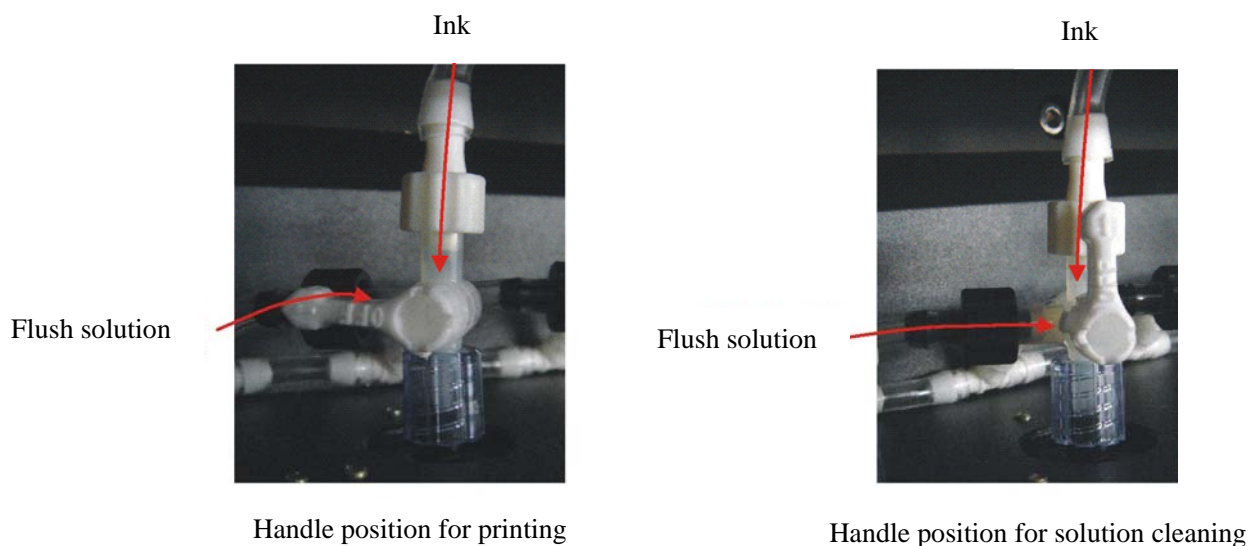 Ink
Ink
Flush solution
Flush solution
Handle position for printing
Handle position for solution cleaning